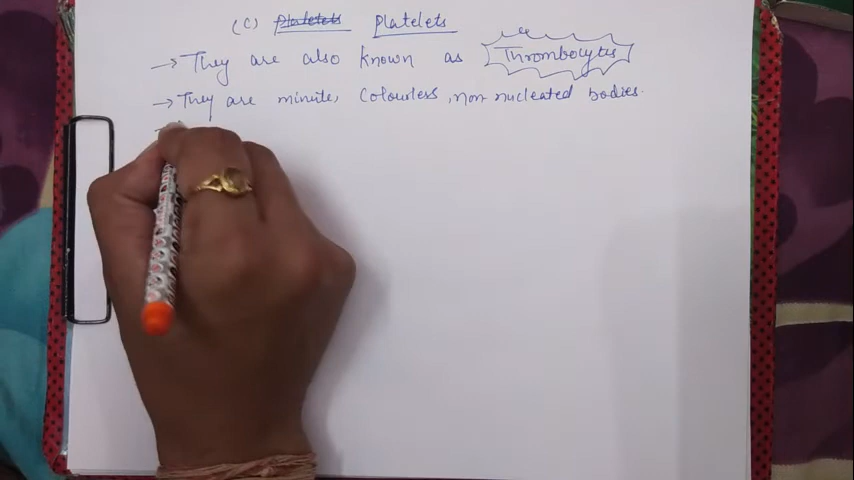 (C) Platelets Platelets
→ They are also known as Thrombocytes
→ They are minute, Colourless, non nucleated bodies.